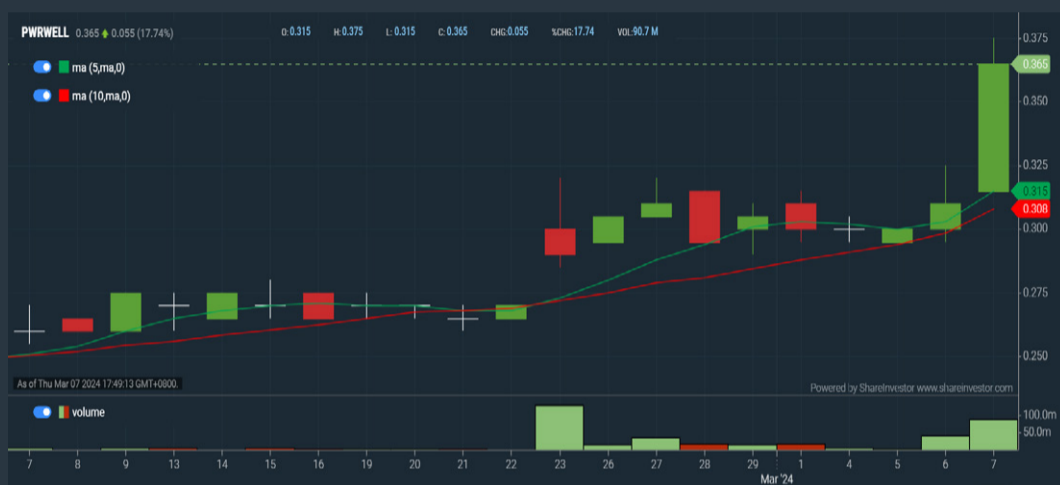 PWRWELL 0.365 0.055 (17.74%) O: 0.315 H: 0.375 L: 0.315 C: 0.365 CHG: 0.055 %CHG: 17.74 VOL: 90.7 M
ma (5,ma,0)
ma (10,ma,0)
0.375
0.365
0.350
0.325
0.315
0.308
0.300
0.275
0.250
As of Thu Mar 07 2024 17:49:13 GMT+0800.
Powered by ShareInvestor www.shareinvestor.com
volume
100.0m
50.0m
7 8 9 13 14 15 16 19 20 21 22 23 26 27 28 29 1 4 5 6 7
Mar '24